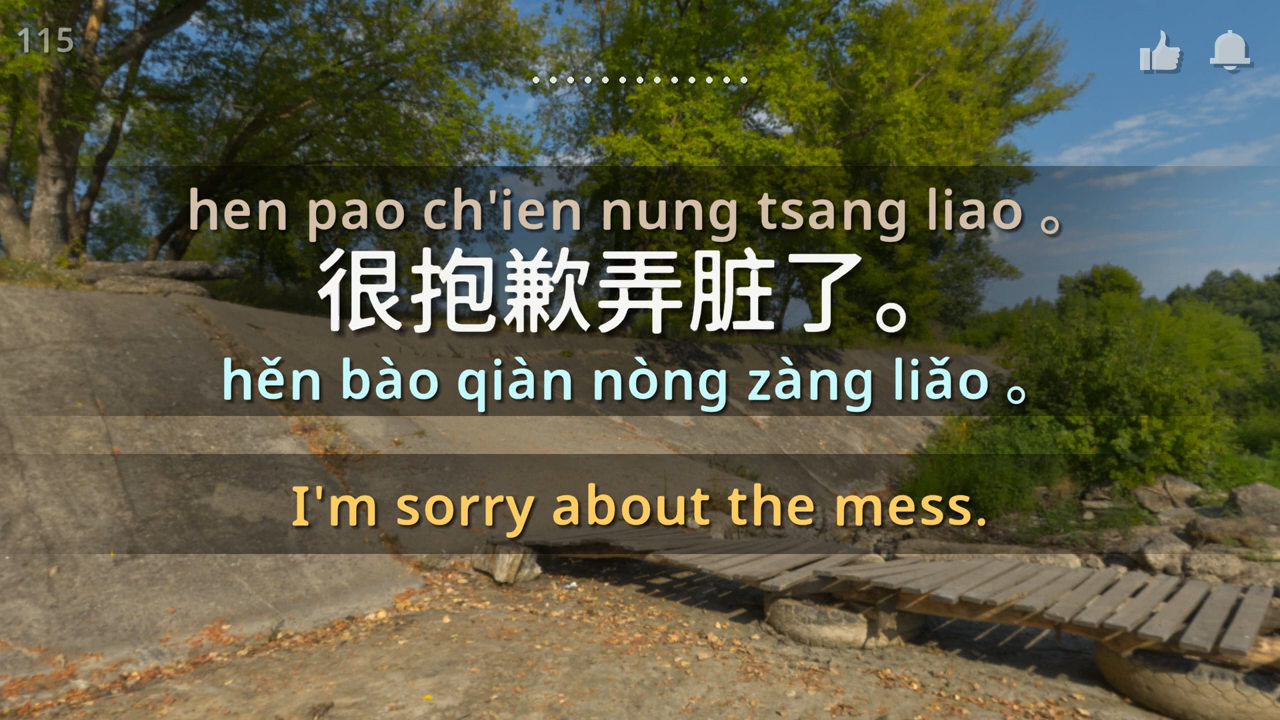 115
hen pao ch'ien nung tsang liao 。
很抱歉弄脏了。
hěn bào qiàn nòng zàng liǎo 。
I'm sorry about the mess.